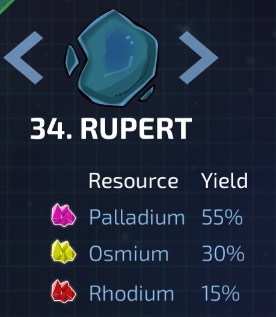 34. RUPERT
Resource Yield
Palladium 55%
Osmium 30%
Rhodium 15%